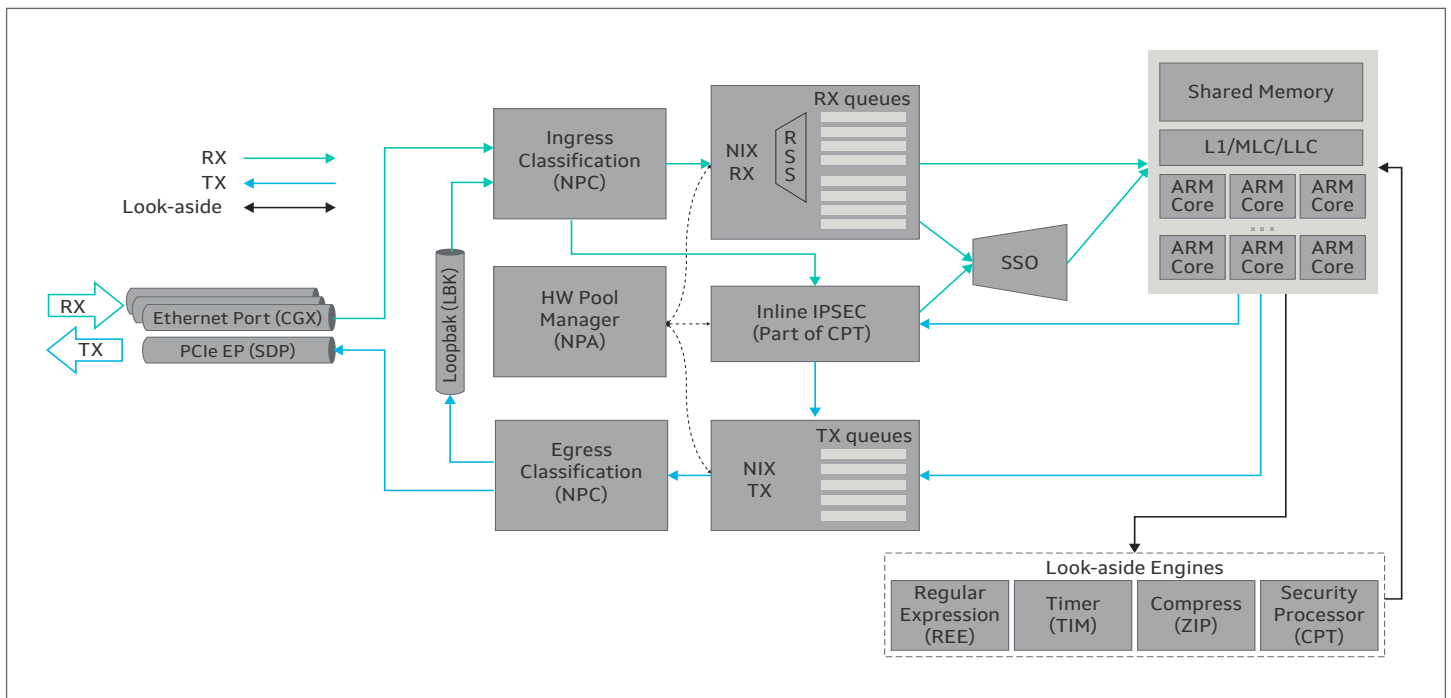 RX
TX
Look-aside
RX
TX
Ethernet Port (CGX)
PCIe EP (SDP)
Loopbak (LBK)
Ingress
Classification
(NPC)
HW Pool
Manager
(NPA)
Egress
Classification
(NPC)
RX queues
NIX
RX
R
S
S
Inline IPSEC
(Part of CPT)
TX queues
NIX
TX
SSO
Shared Memory
L1/MLC/LLC
ARM
Core
ARM
Core
ARM
Core
ARM
Core
ARM
Core
ARM
Core
Look-aside Engines
Regular
Expression
(REE)
Timer
(TIM)
Compress
(ZIP)
Security
Processor
(CPT)